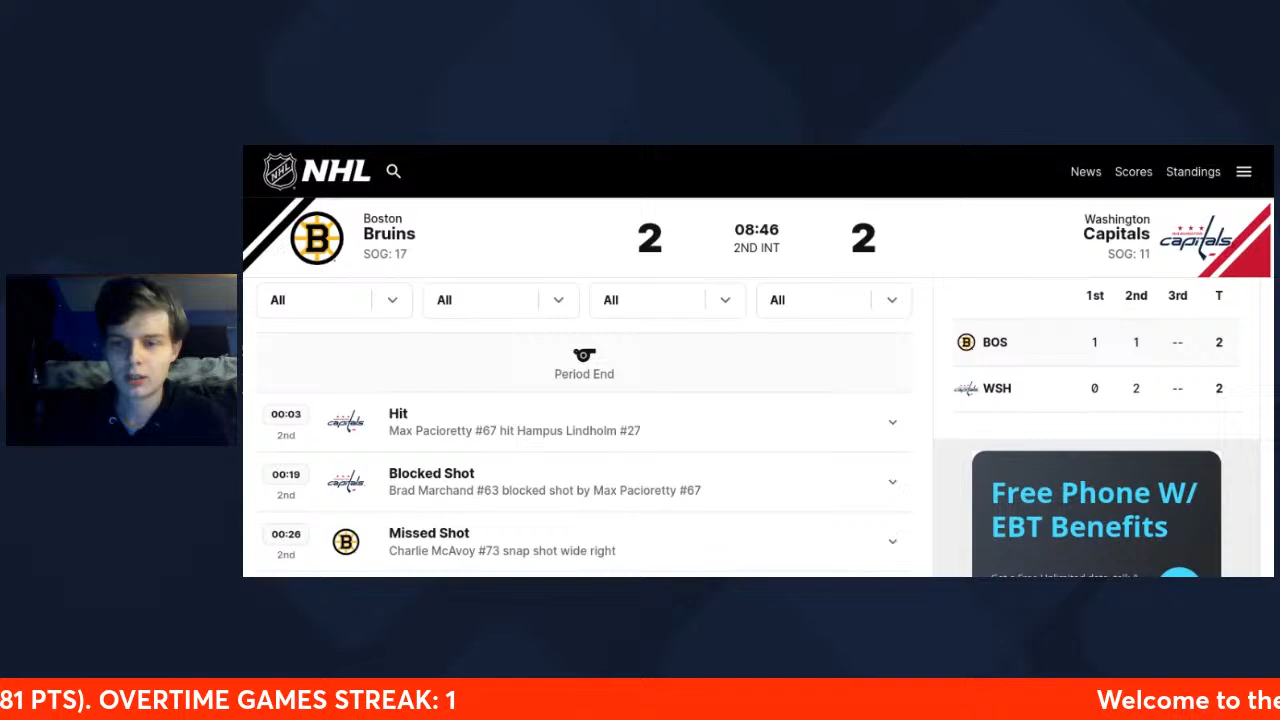 NHL
News Scores Standings
Boston
Bruins
SOG: 17
2
08:46
2ND INT
2
Washington
Capitals
SOG: 11
capitals
All All All All
1st 2nd 3rd T
BOS 1 1 -- 2
WSH 0 2 -- 2
Period End
00:03
2nd
capitals
Hit
Max Pacioretty #67 hit Hampus Lindholm #27
00:19
2nd
capitals
Blocked Shot
Brad Marchand #63 blocked shot by Max Pacioretty #67
00:26
2nd
B
Missed Shot
Charlie McAvoy #73 snap shot wide right
Free Phone W/
EBT Benefits
81 PTS). OVERTIME GAMES STREAK: 1
Welcome to the